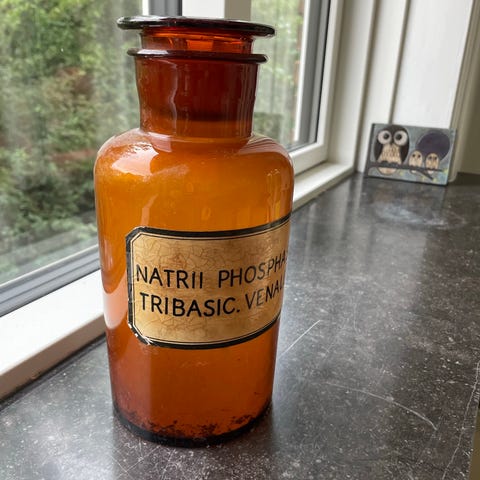 NATRII PHOSPHA
TRIBASIC. VENAL